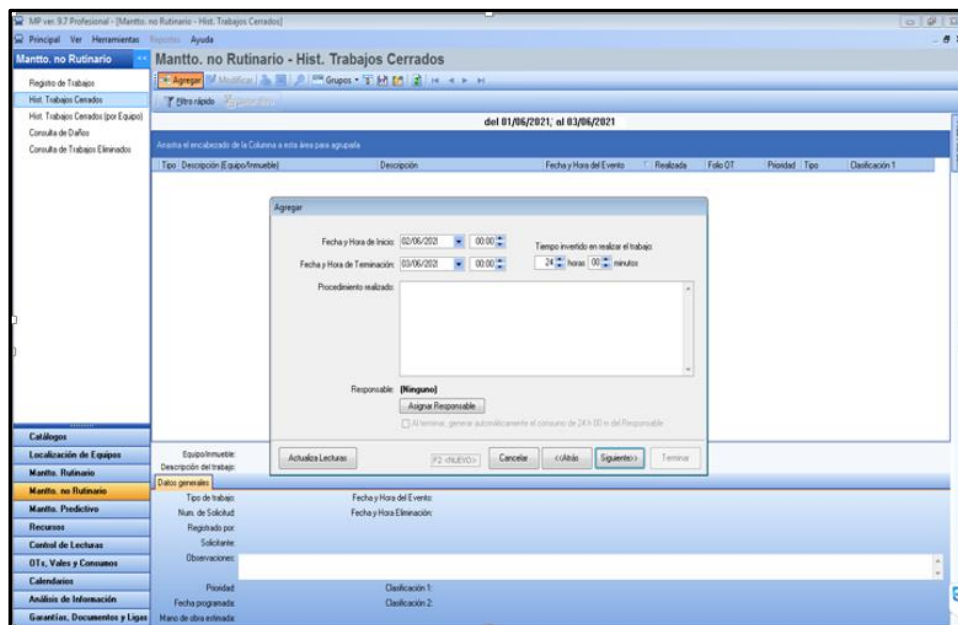 MP ver. 9.7 Profesional - [Mantto. no Rutinario - Hist. Trabajos Cerrados]
Principal Ver Herramientas Reportes Ayuda
Mantto. no Rutinario <<
Mantto. no Rutinario - Hist. Trabajos Cerrados
Registro de Trabajos
Hist. Trabajos Cerrados
Hist. Trabajos Cerrados (por Equipo)
Consulta de Daños
Consulta de Trabajos Eliminados
Agregar Modificar Grupos
Filtro rápido
del 01/06/2021, al 03/06/2021
Arrastra el encabezado de la Columna a esta área para agruparla
Tipo Descripción (Equipo/Inmueble) Descripción Fecha y Hora del Evento Realizada Folio OT Prioridad Tipo Clasificación 1
Agregar
Fecha y Hora de Inicio: 02/06/2021 00:00
Tiempo invertido en realizar el trabajo:
Fecha y Hora de Terminación: 03/06/2021 00:00
24 horas 00 minutos
Procedimiento realizado:
Responsable: (Ninguno)
Asignar Responsable
Al terminar, generar automáticamente el consumo de 24 h 00 m del Responsable
Actualiza Lecturas F2 <NUEVO> Cancelar <<Atrás Siguiente>> Terminar
Catálogos
Localización de Equipos
Mantto. Rutinario
Mantto. no Rutinario
Mantto. Predictivo
Recursos
Control de Lecturas
OTs, Vales y Consumos
Calendarios
Análisis de Información
Garantías, Documentos y Ligas
Equipo/Inmueble:
Descripción del trabajo:
Datos generales
Tipo de trabajo: Fecha y Hora del Evento:
Num. de Solicitud: Fecha y Hora Eliminación:
Registrado por:
Solicitante:
Observaciones:
Prioridad: Clasificación 1:
Fecha programada: Clasificación 2:
Mano de obra estimada: